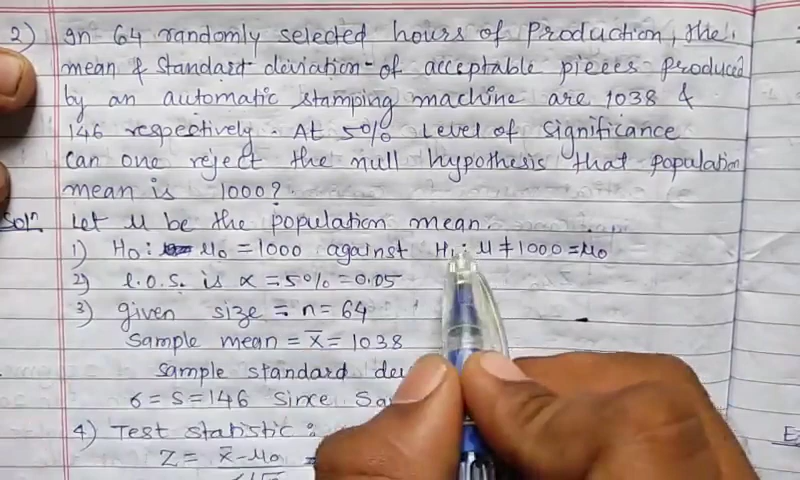 2) In 64 randomly selected hours of Production, the
mean & Standard deviation of acceptable pieces produced
by an automatic stamping machine are 1038 &
146 respectively. At 5% Level of significance
Can one reject the null hypothesis that population
mean is 1000?
Soln. Let μ be the population mean.
1) H₀: μ₀ = 1000 against H₁: μ ≠ 1000 = μ₀
2) l.o.s. is α = 5% = 0.05
3) given size = n = 64
Sample mean = x̄ = 1038
Sample standard
σ = S = 146 Since
4) Test Statistic:
Z = x̄ - μ₀